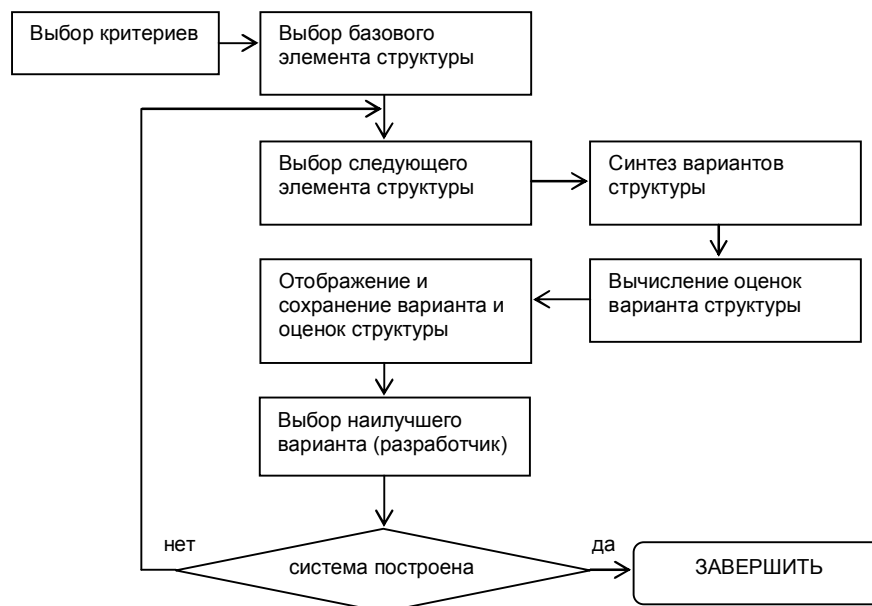 Выбор критериев
Выбор базового
элемента структуры
Выбор следующего
элемента структуры
Синтез вариантов
структуры
Вычисление оценок
варианта структуры
Отображение и
сохранение варианта и
оценок структуры
Выбор наилучшего
варианта (разработчик)
нет
система построена
да
ЗАВЕРШИТЬ